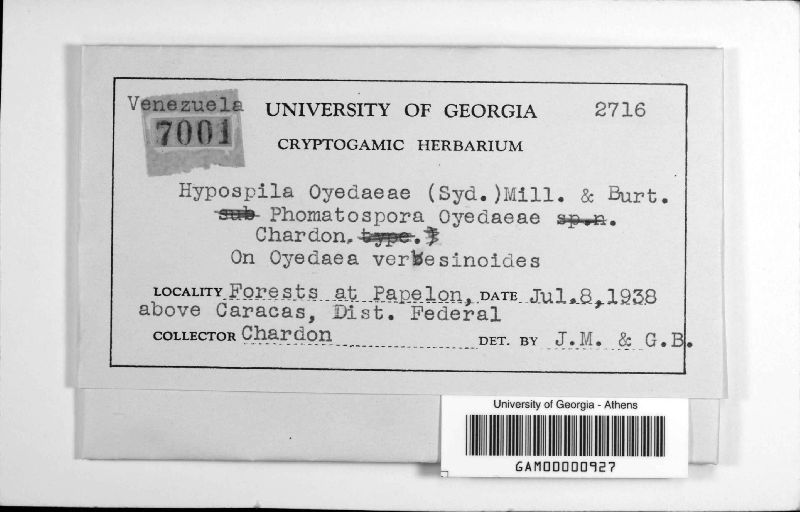 Venezuela UNIVERSITY OF GEORGIA 2716
7001
CRYPTOGAMIC HERBARIUM
Hypospila Oyedaeae (Syd.)Mill. & Burt.
sub Phomatospora Oyedaeae sp.n.
Chardon. type.
On Oyedaea verbesinoides
LOCALITY Forests at Papelon, DATE Jul.8,1938
above Caracas, Dist. Federal
COLLECTOR Chardon DET. BY J.M. & G.B.
University of Georgia - Athens
GAM00000927